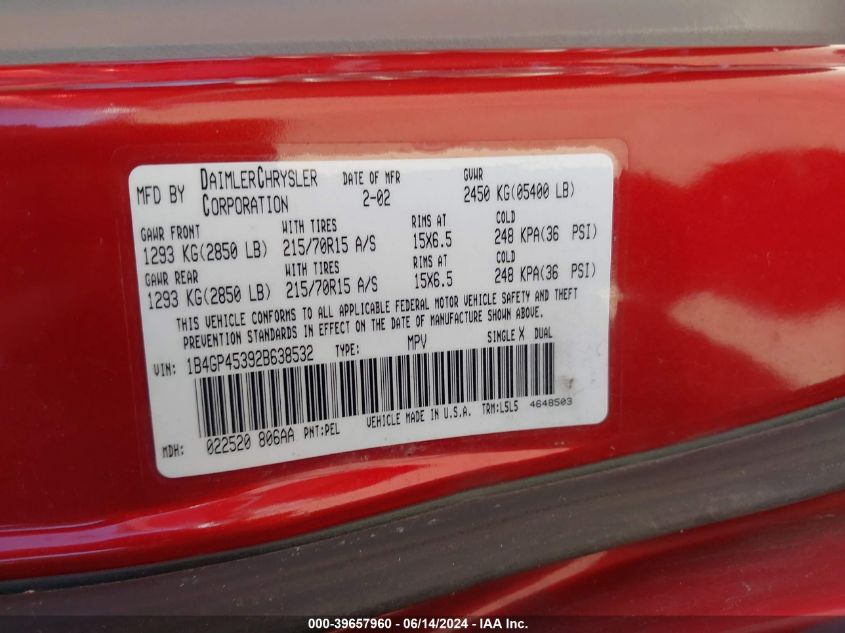 MFD BY DAIMLERCHRYSLER CORPORATION DATE OF MFR 2-02 GVWR 2450 KG(05400 LB)
GAWR FRONT WITH TIRES RIMS AT COLD
1293 KG(2850 LB) 215/70R15 A/S 15X6.5 248 KPA(36 PSI)
GAWR REAR WITH TIRES RIMS AT COLD
1293 KG(2850 LB) 215/70R15 A/S 15X6.5 248 KPA(36 PSI)
THIS VEHICLE CONFORMS TO ALL APPLICABLE FEDERAL MOTOR VEHICLE SAFETY AND THEFT
PREVENTION STANDARDS IN EFFECT ON THE DATE OF MANUFACTURE SHOWN ABOVE.
VIN: 1B4GP45392B638532 TYPE: MPV SINGLE X DUAL
MDH: 022520 806AA PNT:PEL VEHICLE MADE IN U.S.A. TRM:L5L5 4648503
000-39657960 - 06/14/2024 - IAA Inc.